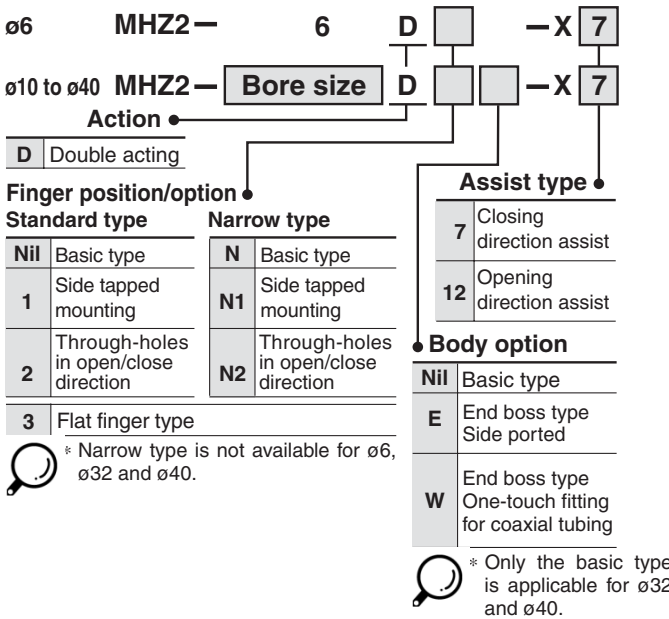 ø6 MHZ2 — 6 D — X 7
ø10 to ø40 MHZ2 — Bore size D — X 7
Action
D Double acting
Finger position/option
Standard type
Nil Basic type
1 Side tapped
mounting
2 Through-holes
in open/close
direction
Narrow type
N Basic type
N1 Side tapped
mounting
N2 Through-holes
in open/close
direction
3 Flat finger type
* Narrow type is not available for ø6,
ø32 and ø40.
Assist type
7 Closing
direction assist
12 Opening
direction assist
Body option
Nil Basic type
E End boss type
Side ported
W End boss type
One-touch fitting
for coaxial tubing
* Only the basic type
is applicable for ø32
and ø40.